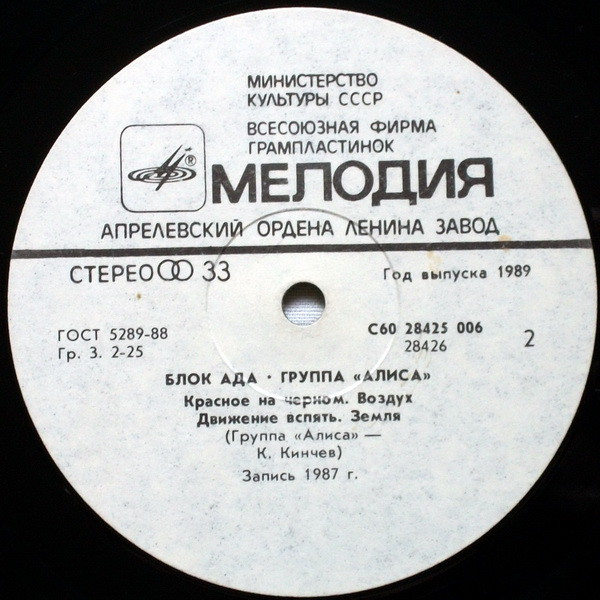 МИНИСТЕРСТВО
КУЛЬТУРЫ СССР
ВСЕСОЮЗНАЯ ФИРМА
ГРАМПЛАСТИНОК
®
МЕЛОДИЯ
АПРЕЛЕВСКИЙ ОРДЕНА ЛЕНИНА ЗАВОД
СТЕРЕО 33
Год выпуска 1989
ГОСТ 5289-88
Гр. 3. 2-25
С60 28425 006
28426
2
БЛОК АДА · ГРУППА «АЛИСА»
Красное на черном. Воздух
Движение вспять. Земля
(Группа «Алиса» —
К. Кинчев)
Запись 1987 г.